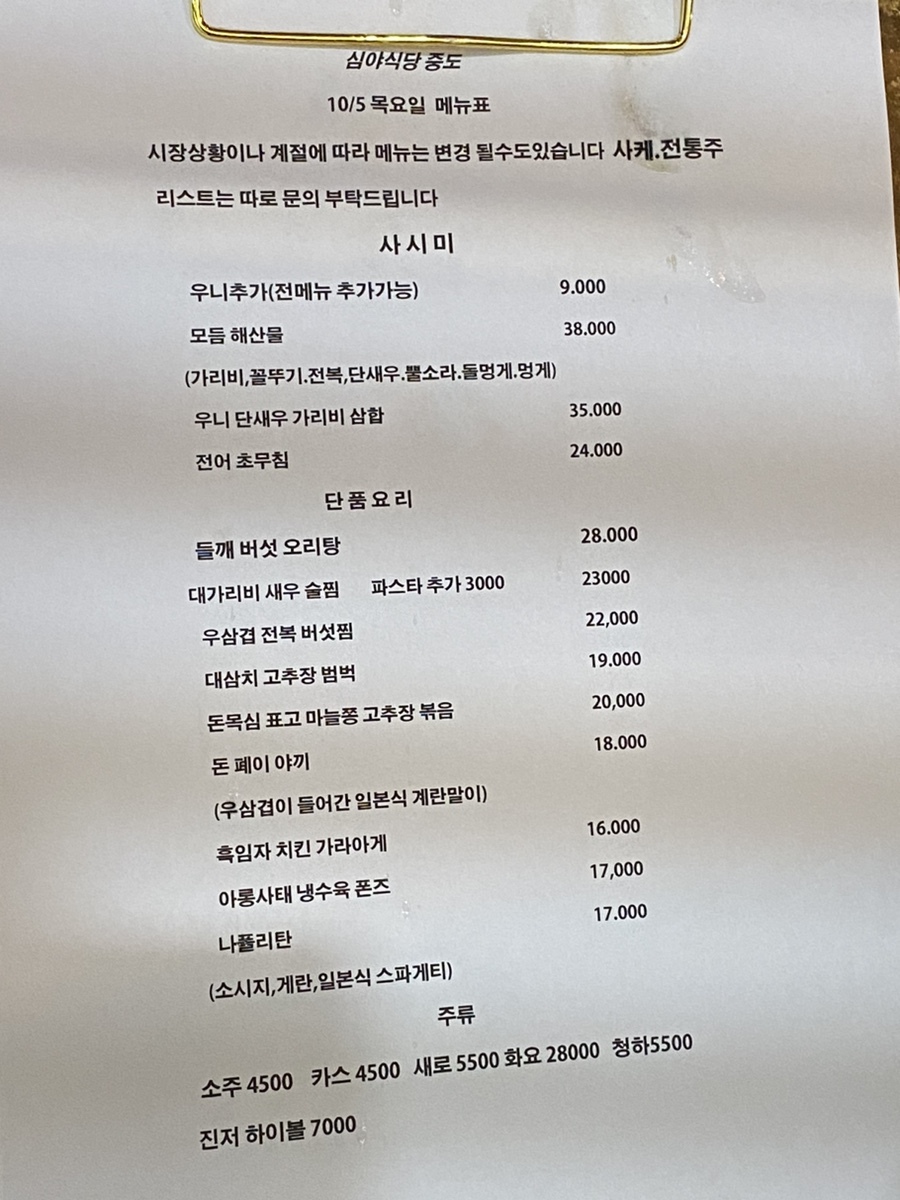 심야식당 중도
10/5 목요일 메뉴표
시장상황이나 계절에 따라 메뉴는 변경 될수도있습니다 사케.전통주
리스트는 따로 문의 부탁드립니다
사시미
우니추가(전메뉴 추가가능) 9.000
모듬 해산물 38.000
(가리비,꼴뚜기.전복,단새우.뿔소라.돌멍게.멍게)
우니 단새우 가리비 삼합 35.000
전어 초무침 24.000
단품요리
들깨 버섯 오리탕 28.000
대가리비 새우 술찜 파스타 추가 3000 23000
우삼겹 전복 버섯찜 22,000
대삼치 고추장 범벅 19.000
돈목심 표고 마늘쫑 고추장 볶음 20,000
돈 폐이 야끼 18.000
(우삼겹이 들어간 일본식 계란말이)
흑임자 치킨 가라아게 16.000
아롱사태 냉수육 폰즈 17,000
나폴리탄 17.000
(소시지,계란,일본식 스파게티)
주류
소주 4500 카스 4500 새로 5500 화요 28000 청하5500
진저 하이볼 7000